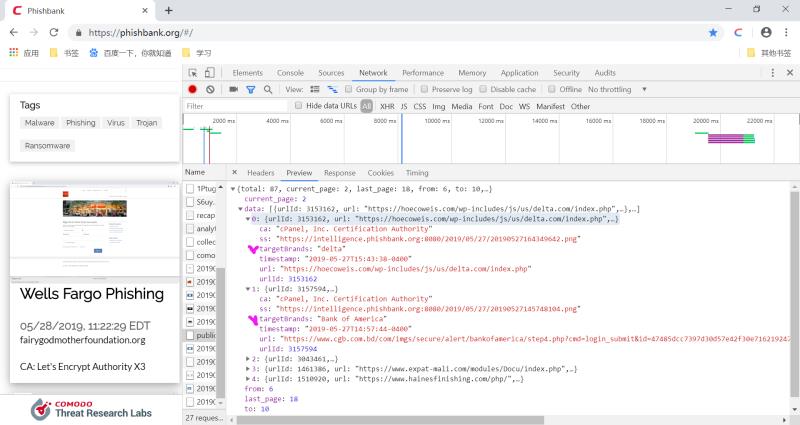 Phishbank
https://phishbank.org/#/
应用
书签
百度一下，你就知道
学习
其他书签
Tags
Malware
Phishing
Virus
Trojan
Ransomware
Wells Fargo Phishing
05/28/2019, 11:22:29 EDT
fairygodmotherfoundation.org
CA: Let's Encrypt Authority X3
COMODO
Threat Research Labs
Elements Console Sources Network Performance Memory Application Security Audits
View: Group by frame Preserve log Disable cache Offline No throttling
Filter Hide data URLs All XHR JS CSS Img Media Font Doc WS Manifest Other
2000 ms 4000 ms 6000 ms 8000 ms 10000 ms 12000 ms 14000 ms 16000 ms 18000 ms 20000 ms 22000 ms
Name
1Plug
S6uy.
recap
analyt
collec
como
20190
20190
20190
20190
20190
public
20190
20190
20190
20190
27 reques...
Headers Preview Response Cookies Timing
{total: 87, current_page: 2, last_page: 18, from: 6, to: 10,…}
current_page: 2
data: [{urlId: 3153162, url: "https://hoecoweis.com/wp-includes/js/us/delta.com/index.php",…},…]
0: {urlId: 3153162, url: "https://hoecoweis.com/wp-includes/js/us/delta.com/index.php",…}
ca: "cPanel, Inc. Certification Authority"
ss: "https://intelligence.phishbank.org:8080/2019/05/27/20190527164349642.png"
targetBrands: "delta"
timestamp: "2019-05-27T15:43:38-0400"
url: "https://hoecoweis.com/wp-includes/js/us/delta.com/index.php"
urlId: 3153162
1: {urlId: 3157594,…}
ca: "cPanel, Inc. Certification Authority"
ss: "https://intelligence.phishbank.org:8080/2019/05/27/20190527145748104.png"
targetBrands: "Bank of America"
timestamp: "2019-05-27T14:57:44-0400"
url: "https://www.cgb.com.bd/com/imgs/secure/alert/bankofamerica/step4.php?cmd=login_submit&id=47485dcc7397d30d57e42f30e71621924
urlId: 3157594
2: {urlId: 3043461,…}
3: {urlId: 1461386, url: "https://www.expat-mali.com/modules/Docu/index.php",…}
4: {urlId: 1510920, url: "https://www.hainesfinishing.com/php/",…}
from: 6
last_page: 18
to: 10